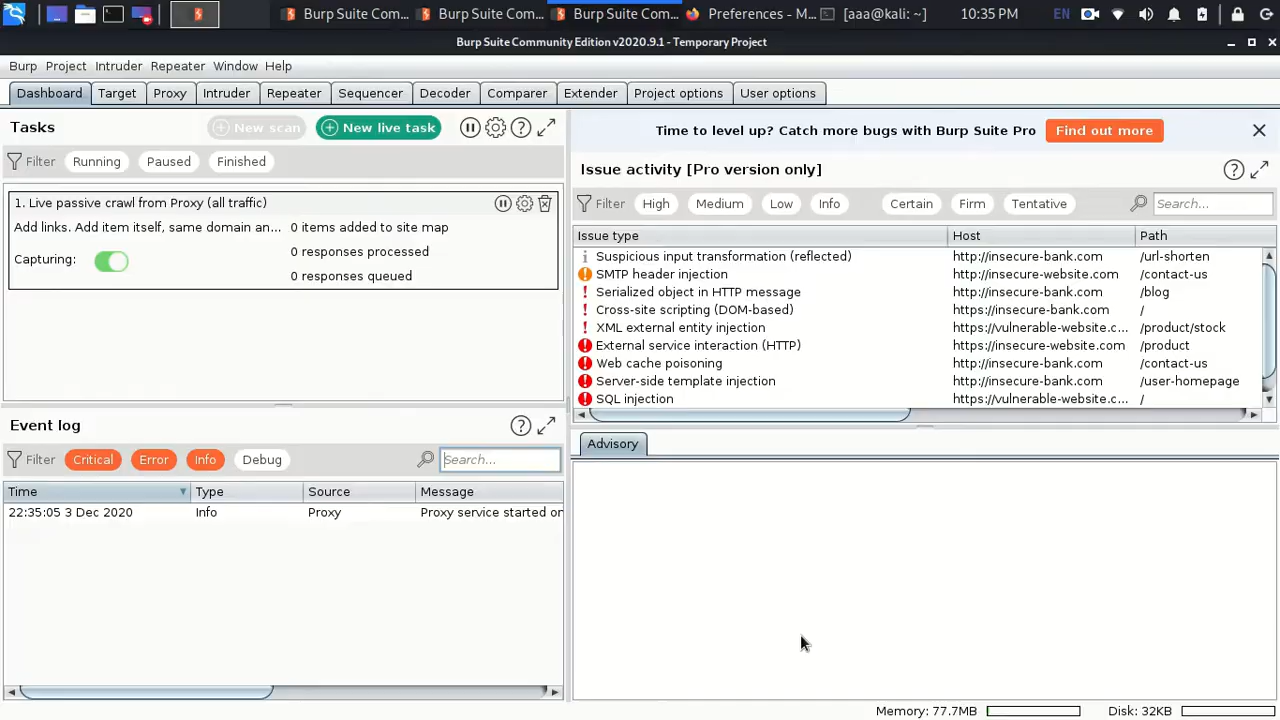 Burp Suite Com...
Burp Suite Com...
Burp Suite Com...
Preferences - M...
[aaa@kali: ~]
10:35 PM
EN
Burp Suite Community Edition v2020.9.1 - Temporary Project
Burp Project Intruder Repeater Window Help
Dashboard Target Proxy Intruder Repeater Sequencer Decoder Comparer Extender Project options User options
Tasks
New scan
New live task
Filter Running Paused Finished
1. Live passive crawl from Proxy (all traffic)
Add links. Add item itself, same domain an...
0 items added to site map
0 responses processed
Capturing:
0 responses queued
Event log
Filter Critical Error Info Debug
Search...
Time Type Source Message
22:35:05 3 Dec 2020 Info Proxy Proxy service started on
Time to level up? Catch more bugs with Burp Suite Pro
Find out more
Issue activity [Pro version only]
Filter High Medium Low Info Certain Firm Tentative Search...
Issue type Host Path
Suspicious input transformation (reflected) http://insecure-bank.com /url-shorten
SMTP header injection http://insecure-website.com /contact-us
Serialized object in HTTP message http://insecure-bank.com /blog
Cross-site scripting (DOM-based) http://insecure-bank.com /
XML external entity injection https://vulnerable-website.c... /product/stock
External service interaction (HTTP) https://insecure-website.com /product
Web cache poisoning http://insecure-bank.com /contact-us
Server-side template injection http://insecure-bank.com /user-homepage
SQL injection https://vulnerable-website.c... /
Advisory
Memory: 77.7MB
Disk: 32KB